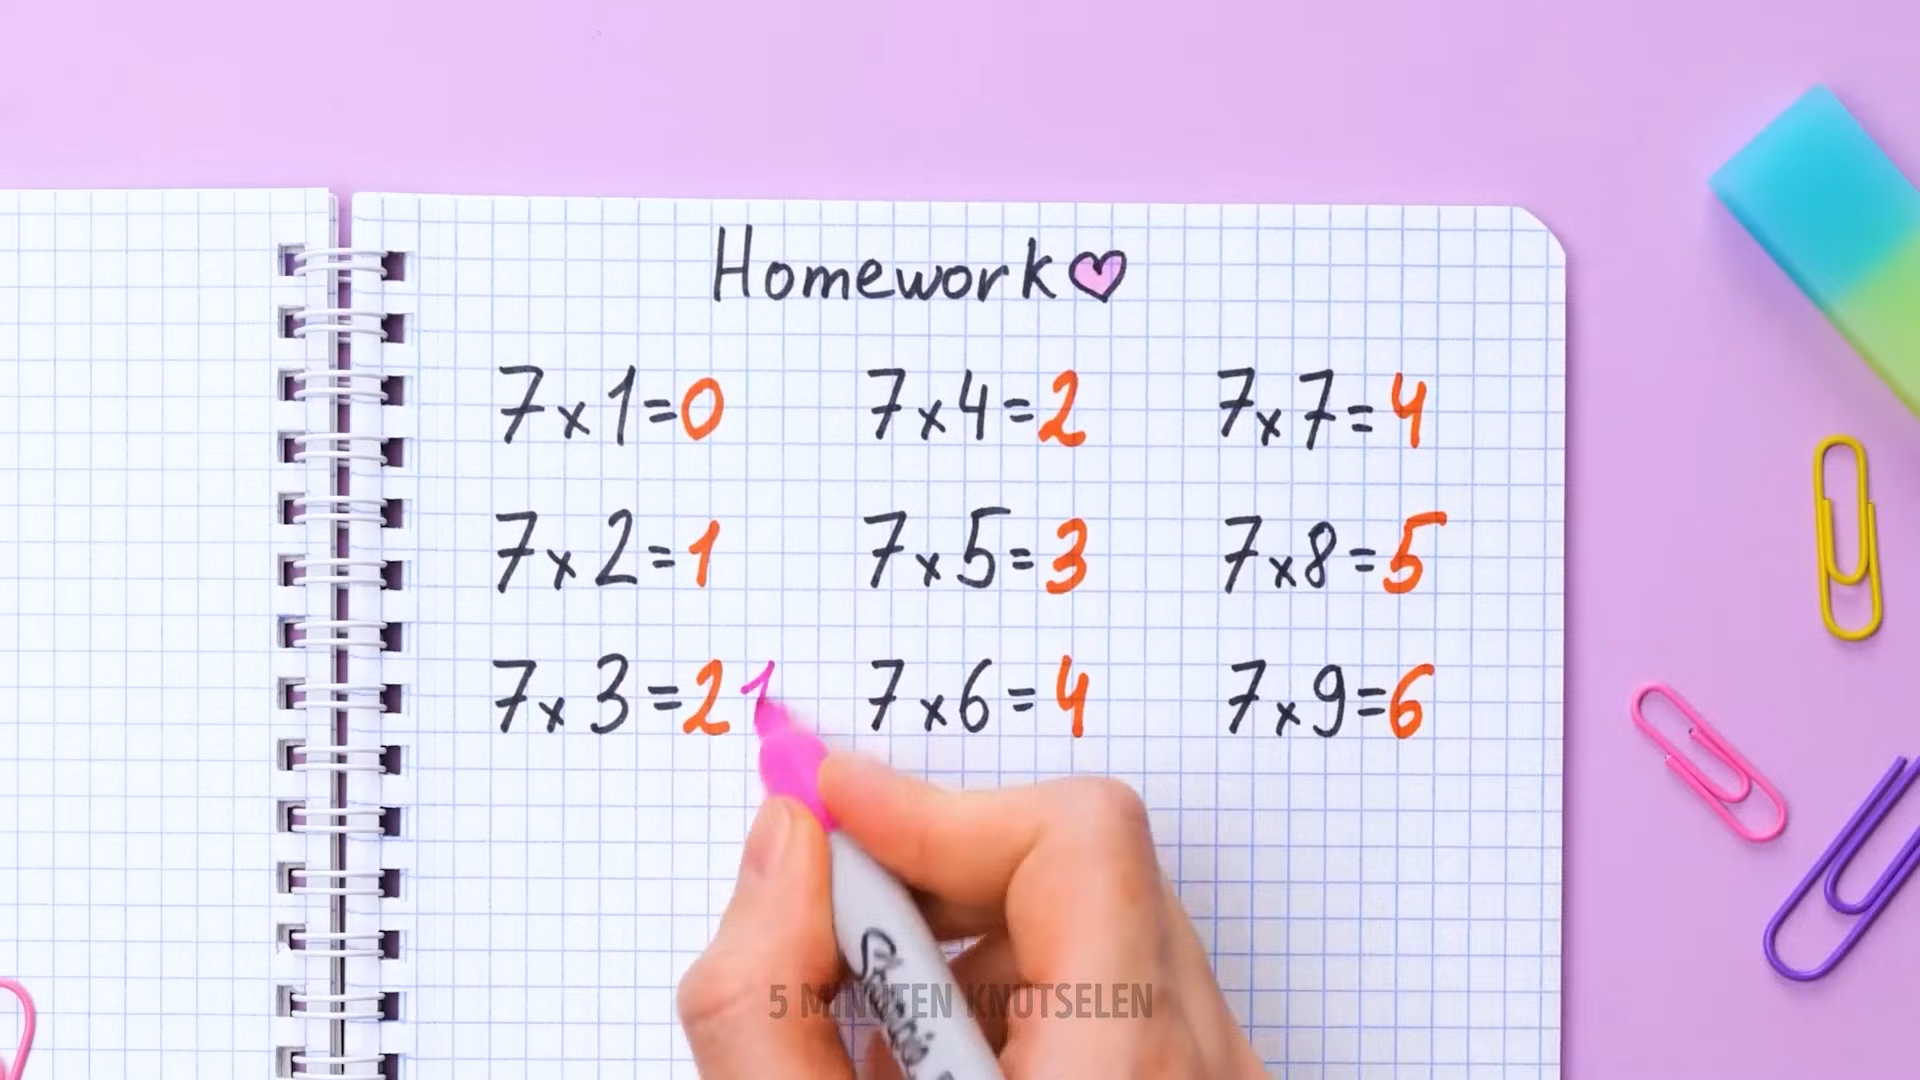 Homework
7x1=0 7x4=2 7x7=4
7x2=1 7x5=3 7x8=5
7x3=21 7x6=4 7x9=6
5 MINUTEN KNUTSELEN